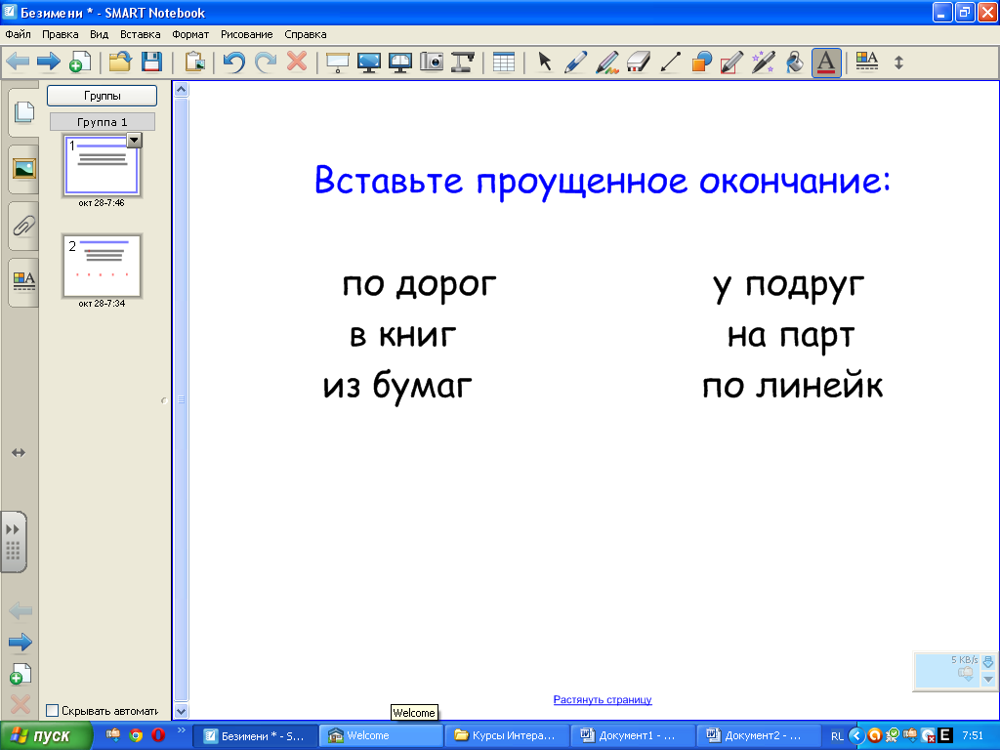 Безимени * - SMART Notebook
Файл Правка Вид Вставка Формат Рисование Справка
Группы
Группа 1
1
окт 28-7:46
2
окт 28-7:34
Вставьте проущенное окончание:
по дорог у подруг
в книг на парт
из бумаг по линейк
5 KB/s
Растянуть страницу
Скрывать автомати
Welcome
пуск
Безимени * - S...
Welcome
Курсы Интера...
Документ1 - ...
Документ2 - ...
RL
E
7:51